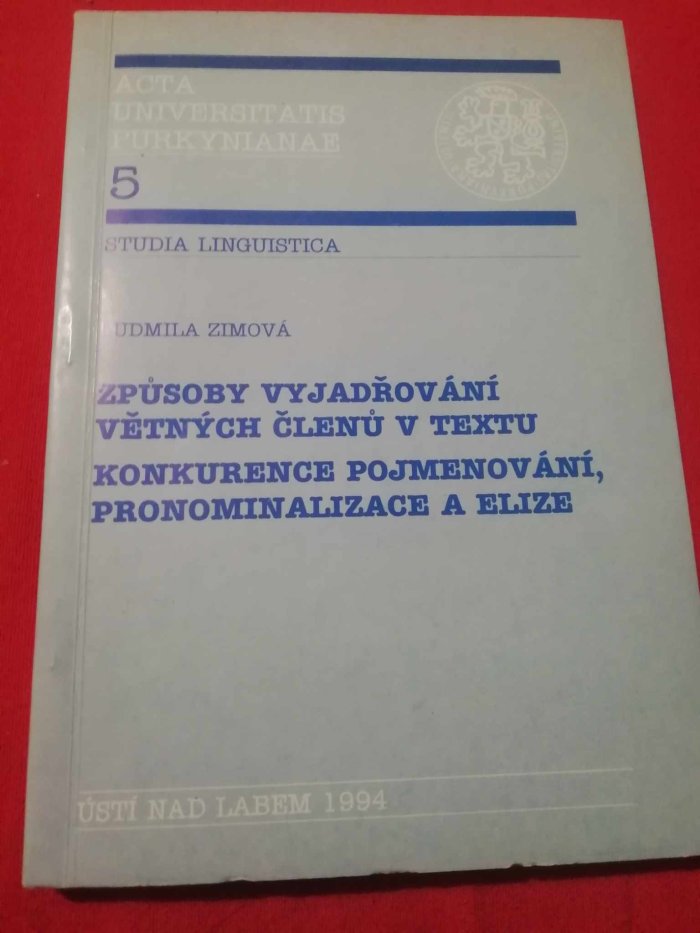 ACTA
UNIVERSITATIS
PURKYNIANAE
5
STUDIA LINGUISTICA
LUDMILA ZIMOVÁ
ZPŮSOBY VYJADŘOVÁNÍ
VĚTNÝCH ČLENŮ V TEXTU
KONKURENCE POJMENOVÁNÍ,
PRONOMINALIZACE A ELIZE
ÚSTÍ NAD LABEM 1994